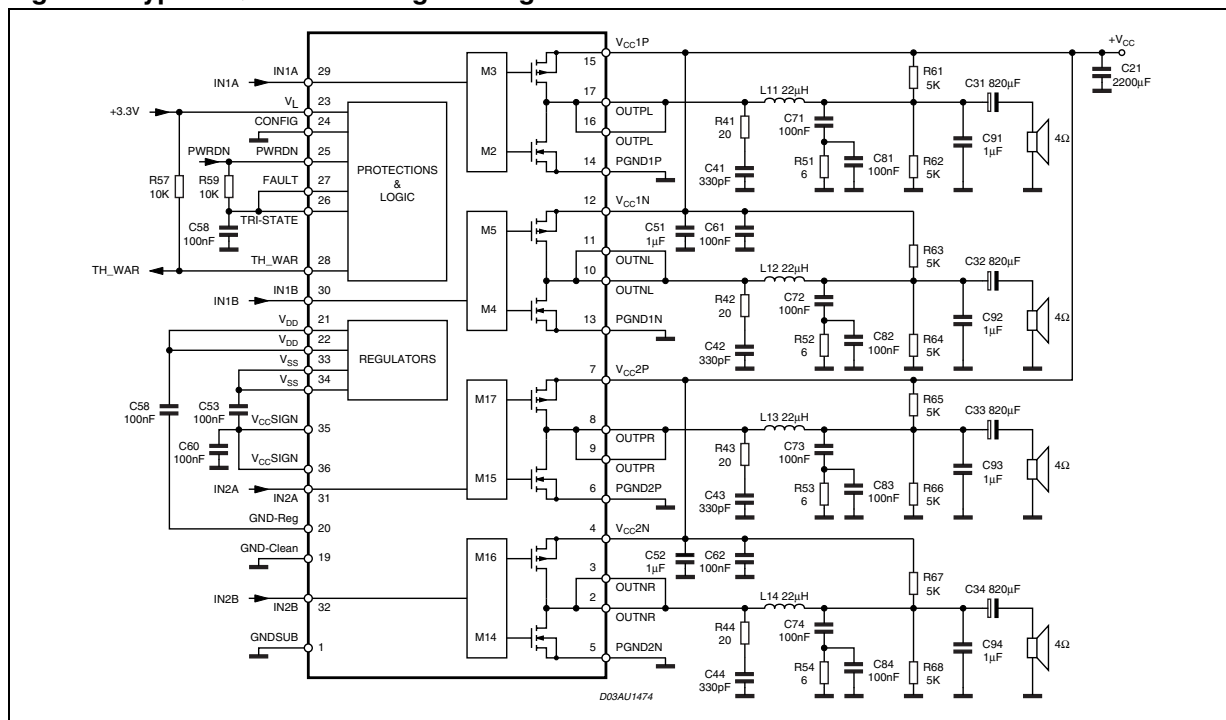 VCC1P
+VCC
15
C21
2200µF
IN1A
29
IN1A
M3
R61
5K
C31 820µF
+3.3V
VL
23
17
OUTPL
L11 22µH
CONFIG
24
16
OUTPL
C71
100nF
4Ω
PWRDN
PWRDN
25
M2
14
PGND1P
R41
20
C91
1µF
R57
10K
R59
10K
FAULT
27
PROTECTIONS
&
LOGIC
C41
330pF
R51
6
C81
100nF
R62
5K
26
TRI-STATE
C58
100nF
12
VCC1N
M5
C51
1µF
C61
100nF
R63
5K
TH_WAR
TH_WAR
28
11
OUTNL
C32 820µF
10
OUTNL
L12 22µH
IN1B
IN1B
30
M4
R42
20
C72
100nF
C92
1µF
4Ω
VDD
21
13
PGND1N
VDD
22
REGULATORS
C42
330pF
R52
6
C82
100nF
R64
5K
VSS
33
VSS
34
7
VCC2P
C58
100nF
C53
100nF
M17
R65
5K
VCCSIGN
35
8
OUTPR
L13 22µH
C33 820µF
C60
100nF
9
OUTPR
C73
100nF
4Ω
VCCSIGN
36
M15
R43
20
C93
1µF
IN2A
IN2A
31
6
PGND2P
C43
330pF
R53
6
C83
100nF
R66
5K
GND-Reg
20
4
VCC2N
GND-Clean
19
M16
C52
1µF
C62
100nF
R67
5K
3
OUTNR
L14 22µH
C34 820µF
IN2B
IN2B
32
2
OUTNR
C74
100nF
4Ω
M14
R44
20
C94
1µF
GNDSUB
1
5
PGND2N
C44
330pF
R54
6
C84
100nF
R68
5K
D03AU1474